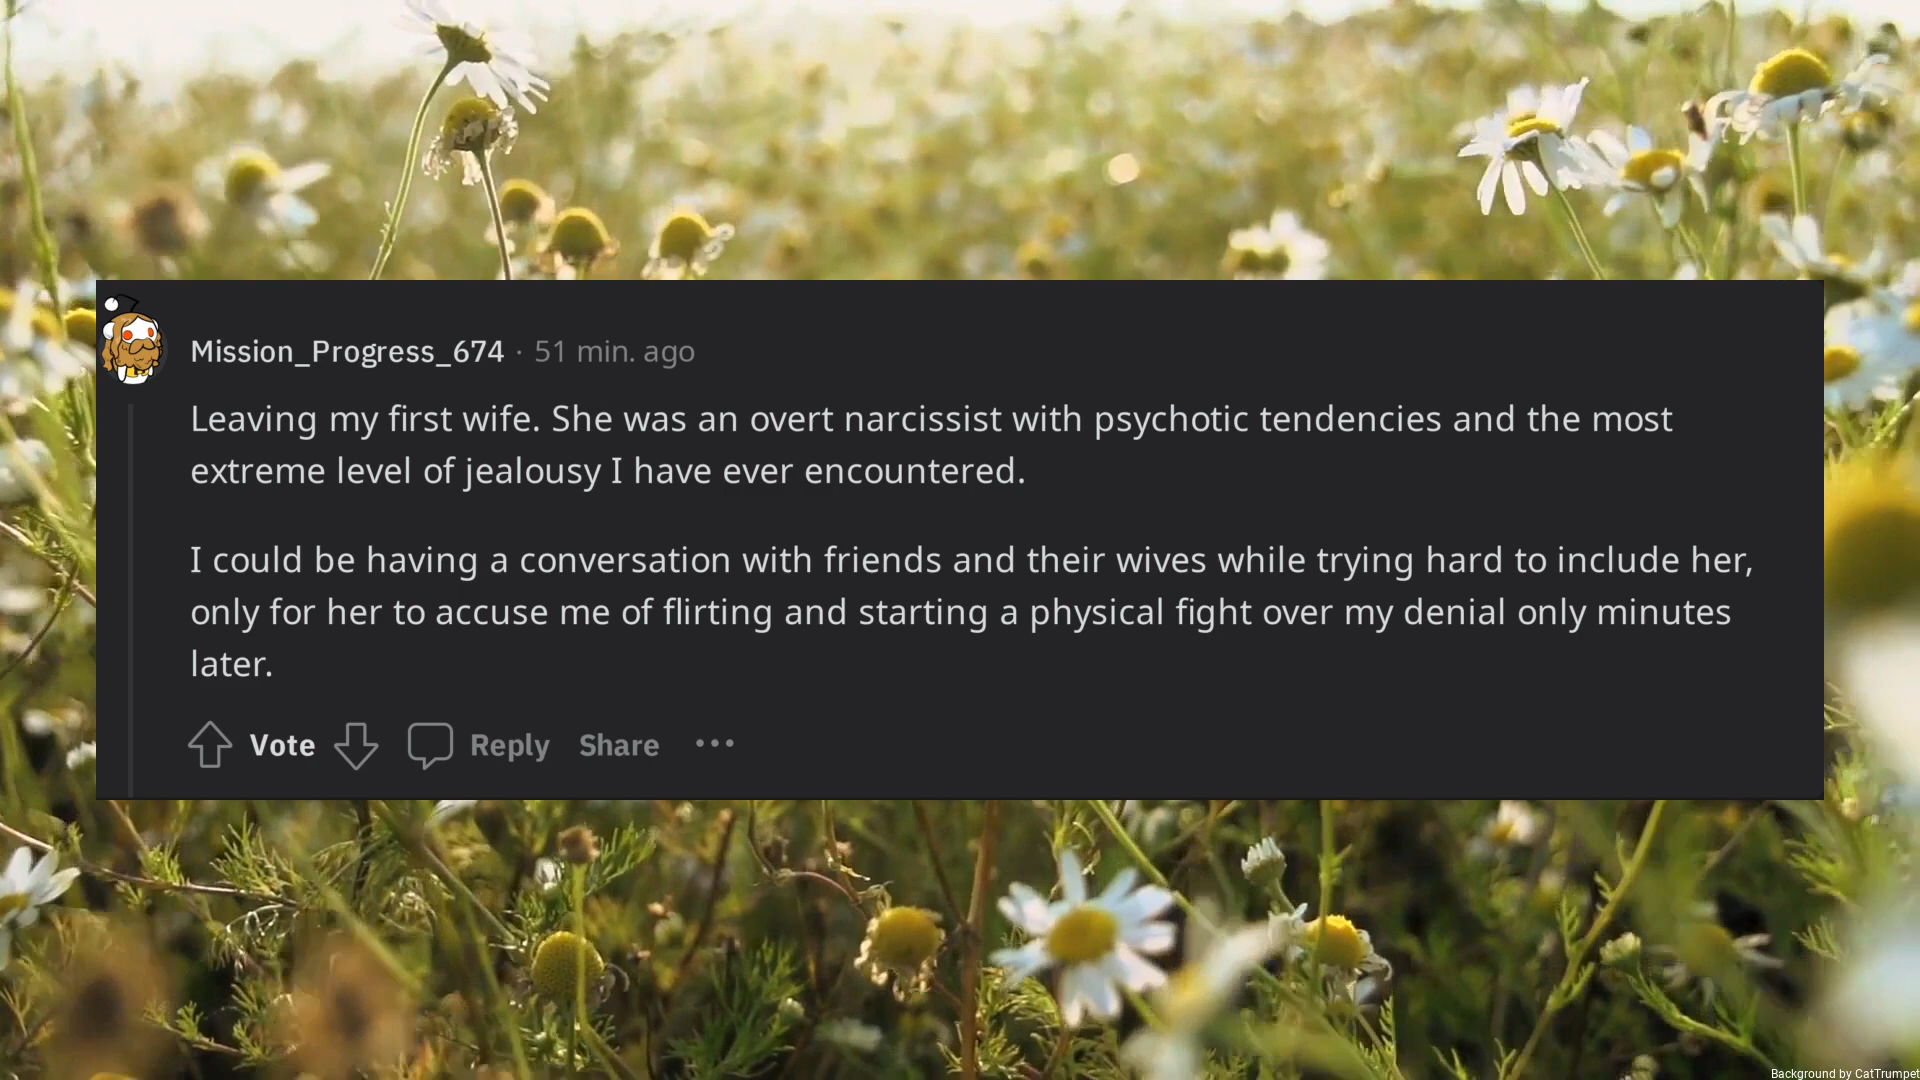 Mission_Progress_674 · 51 min. ago
Leaving my first wife. She was an overt narcissist with psychotic tendencies and the most
extreme level of jealousy I have ever encountered.
I could be having a conversation with friends and their wives while trying hard to include her,
only for her to accuse me of flirting and starting a physical fight over my denial only minutes
later.
Vote Reply Share ···
Background by CatTrumpet